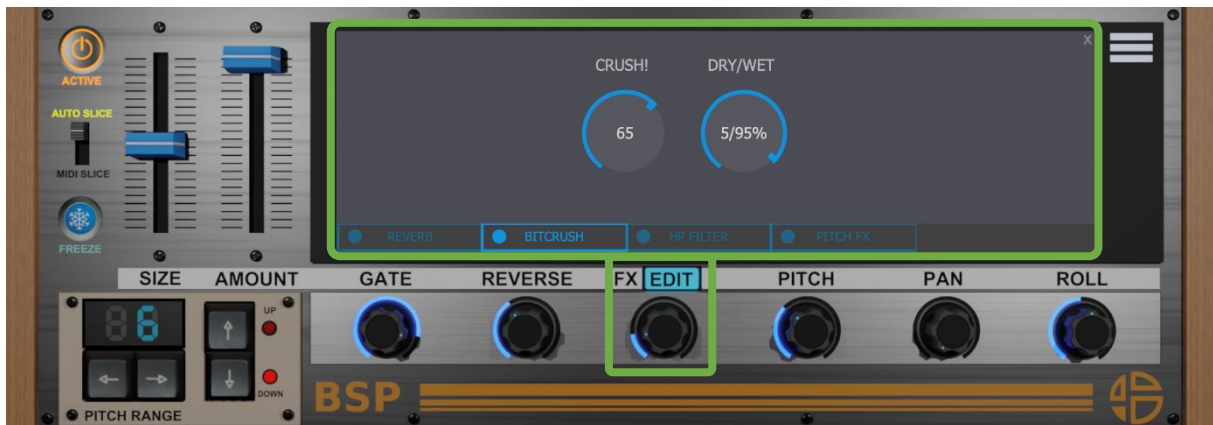 ACTIVE
AUTO SLICE
MIDI SLICE
FREEZE
X
CRUSH!
DRY/WET
65
5/95%
REVERB
BITCRUSH
HP FILTER
PITCH FX
SIZE
AMOUNT
GATE
REVERSE
FX EDIT
PITCH
PAN
ROLL
6
UP
DOWN
PITCH RANGE
BSP